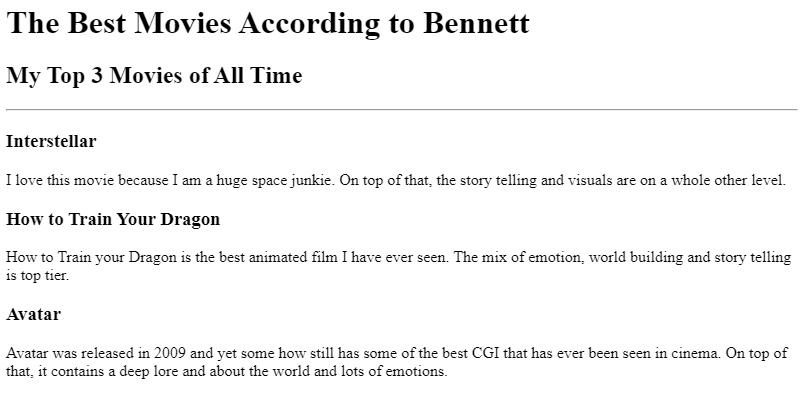 The Best Movies According to Bennett
My Top 3 Movies of All Time
Interstellar
I love this movie because I am a huge space junkie. On top of that, the story telling and visuals are on a whole other level.
How to Train Your Dragon
How to Train your Dragon is the best animated film I have ever seen. The mix of emotion, world building and story telling
is top tier.
Avatar
Avatar was released in 2009 and yet some how still has some of the best CGI that has ever been seen in cinema. On top of
that, it contains a deep lore and about the world and lots of emotions.